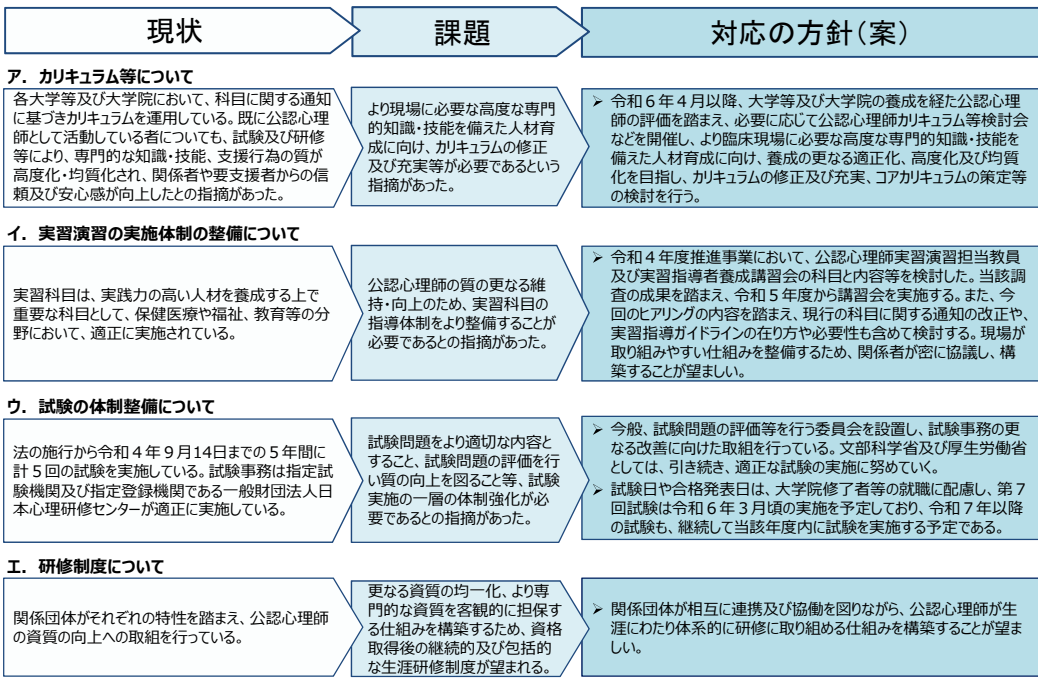 現状
課題
対応の方針(案)
ア．カリキュラム等について
各大学等及び大学院において、科目に関する通知
に基づきカリキュラムを運用している。既に公認心理
師として活動している者についても、試験及び研修
等により、専門的な知識・技能、支援行為の質が
高度化・均質化され、関係者や要支援者からの信
頼及び安心感が向上したとの指摘があった。
より現場に必要な高度な専門
的知識・技能を備えた人材育
成に向け、カリキュラムの修正
及び充実等が必要であるという
指摘があった。
➢ 令和６年４月以降、大学等及び大学院の養成を経た公認心理
師の評価を踏まえ、必要に応じて公認心理師カリキュラム等検討会
などを開催し、より臨床現場に必要な高度な専門的知識・技能を
備えた人材育成に向け、養成の更なる適正化、高度化及び均質
化を目指し、カリキュラムの修正及び充実、コアカリキュラムの策定等
の検討を行う。
イ．実習演習の実施体制の整備について
実習科目は、実践力の高い人材を養成する上で
重要な科目として、保健医療や福祉、教育等の分
野において、適正に実施されている。
公認心理師の質の更なる維
持・向上のため、実習科目の
指導体制をより整備することが
必要であるとの指摘があった。
➢ 令和４年度推進事業において、公認心理師実習演習担当教員
及び実習指導者養成講習会の科目と内容等を検討した。当該調
査の成果を踏まえ、令和５年度から講習会を実施する。また、今
回のヒアリングの内容を踏まえ、現行の科目に関する通知の改正や、
実習指導ガイドラインの在り方や必要性も含めて検討する。現場が
取り組みやすい仕組みを整備するため、関係者が密に協議し、構
築することが望ましい。
ウ．試験の体制整備について
法の施行から令和４年９月14日までの５年間に
計５回の試験を実施している。試験事務は指定試
験機関及び指定登録機関である一般財団法人日
本心理研修センターが適正に実施している。
試験問題をより適切な内容と
すること、試験問題の評価を行
い質の向上を図ること等、試験
実施の一層の体制強化が必
要であるとの指摘があった。
➢ 今般、試験問題の評価等を行う委員会を設置し、試験事務の更
なる改善に向けた取組を行っている。文部科学省及び厚生労働省
としては、引き続き、適正な試験の実施に努めていく。
➢ 試験日や合格発表日は、大学院修了者等の就職に配慮し、第７
回試験は令和６年３月頃の実施を予定しており、令和７年以降
の試験も、継続して当該年度内に試験を実施する予定である。
エ．研修制度について
関係団体がそれぞれの特性を踏まえ、公認心理師
の資質の向上への取組を行っている。
更なる資質の均一化、より専
門的な資質を客観的に担保す
る仕組みを構築するため、資格
取得後の継続的及び包括的
な生涯研修制度が望まれる。
➢ 関係団体が相互に連携及び協働を図りながら、公認心理師が生
涯にわたり体系的に研修に取り組める仕組みを構築することが望ま
しい。